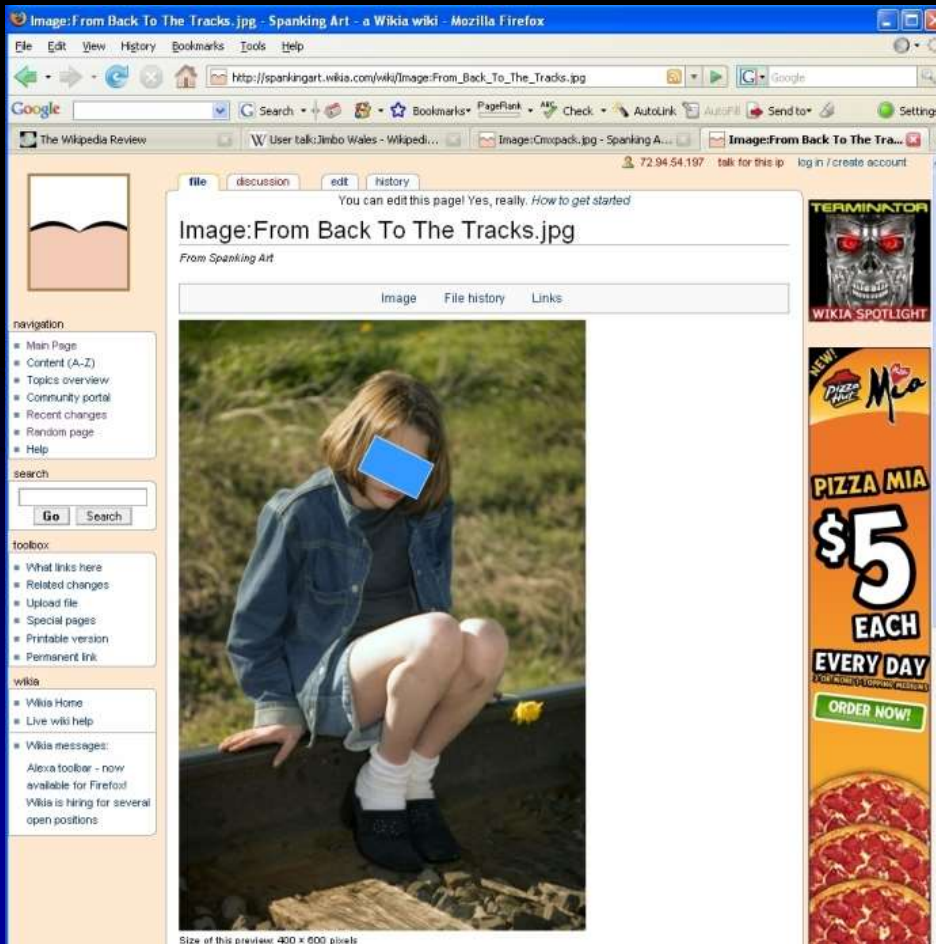 Image:From Back To The Tracks.jpg - Spanking Art - a Wikia wiki - Mozilla Firefox
File Edit View History Bookmarks Tools Help
http://spankingart.wikia.com/wiki/Image:From_Back_To_The_Tracks.jpg
G Google
Google G Search Bookmarks PageRank ABC Check AutoLink AutoFill Send to Settings
The Wikipedia Review
W User talk:Jimbo Wales - Wikipedi...
Image:Cmxpack.jpg - Spanking A...
Image:From Back To The Tra...
72.94.54.197 talk for this ip log in / create account
file discussion edit history
You can edit this page! Yes, really. How to get started
Image:From Back To The Tracks.jpg
From Spanking Art
Image File history Links
navigation
Main Page
Content (A-Z)
Topics overview
Community portal
Recent changes
Random page
Help
search
Go Search
toolbox
What links here
Related changes
Upload file
Special pages
Printable version
Permanent link
wikia
Wikia Home
Live wiki help
Wikia messages:
Alexa toolbar - now
available for Firefox!
Wikia is hiring for several
open positions
Size of this preview: 400 × 600 pixels
TERMINATOR
WIKIA SPOTLIGHT
NEW!
Pizza Hut
Mia
PIZZA MIA
$5
EACH
EVERY DAY
ORDER NOW!